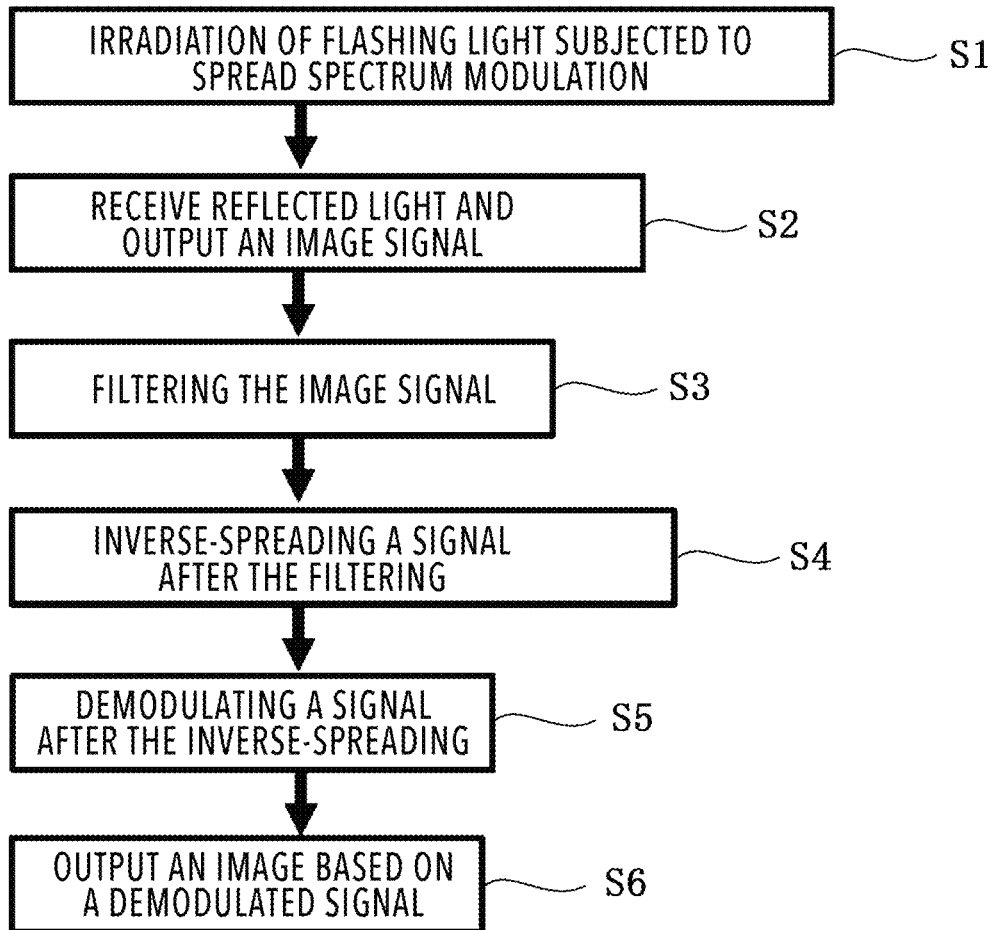 IRRADIATION OF FLASHING LIGHT SUBJECTED TO
SPREAD SPECTRUM MODULATION
S1
RECEIVE REFLECTED LIGHT AND
OUTPUT AN IMAGE SIGNAL
S2
FILTERING THE IMAGE SIGNAL
S3
INVERSE-SPREADING A SIGNAL
AFTER THE FILTERING
S4
DEMODULATING A SIGNAL
AFTER THE INVERSE-SPREADING
S5
OUTPUT AN IMAGE BASED ON
A DEMODULATED SIGNAL
S6